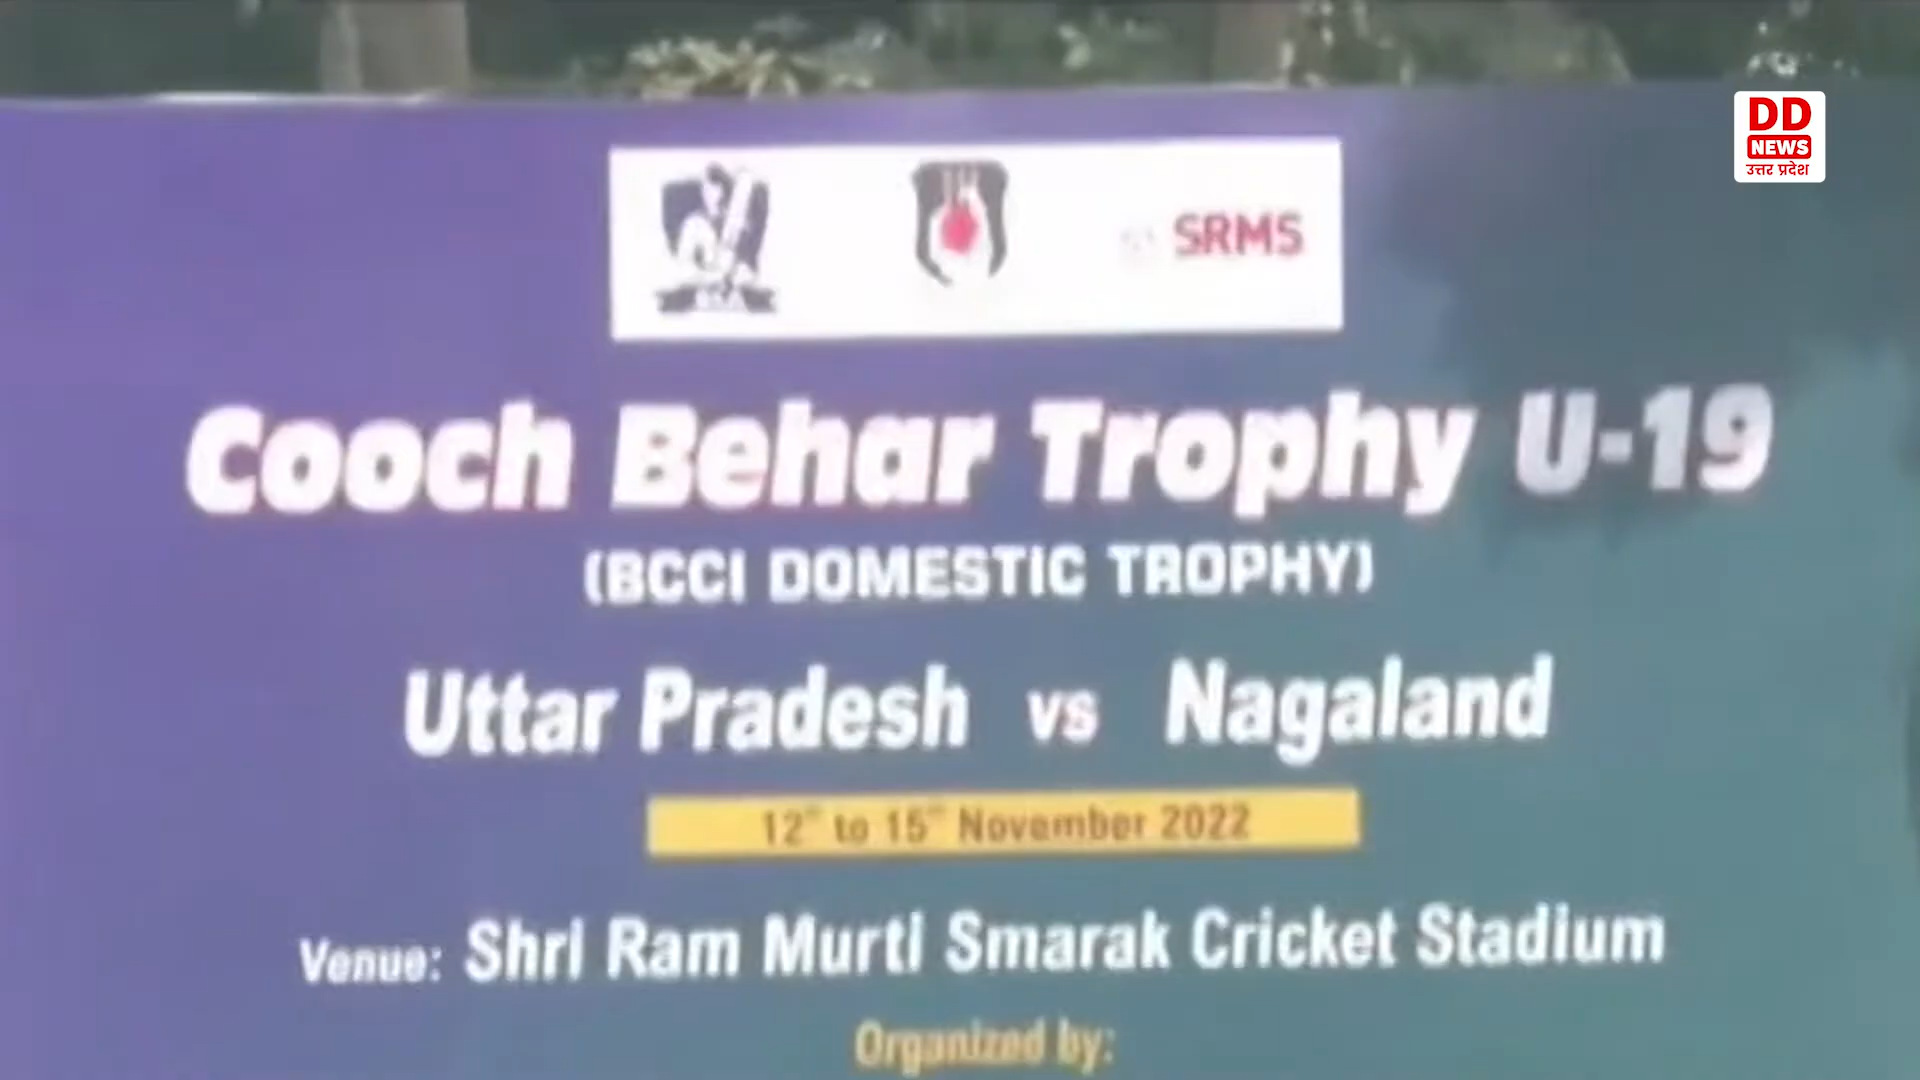 DD
NEWS
उत्तर प्रदेश
SRMS
Cooch Behar Trophy U-19
(BCCI DOMESTIC TROPHY)
Uttar Pradesh vs Nagaland
12th to 15th November 2022
Venue: Shri Ram Murti Smarak Cricket Stadium
Organized by: